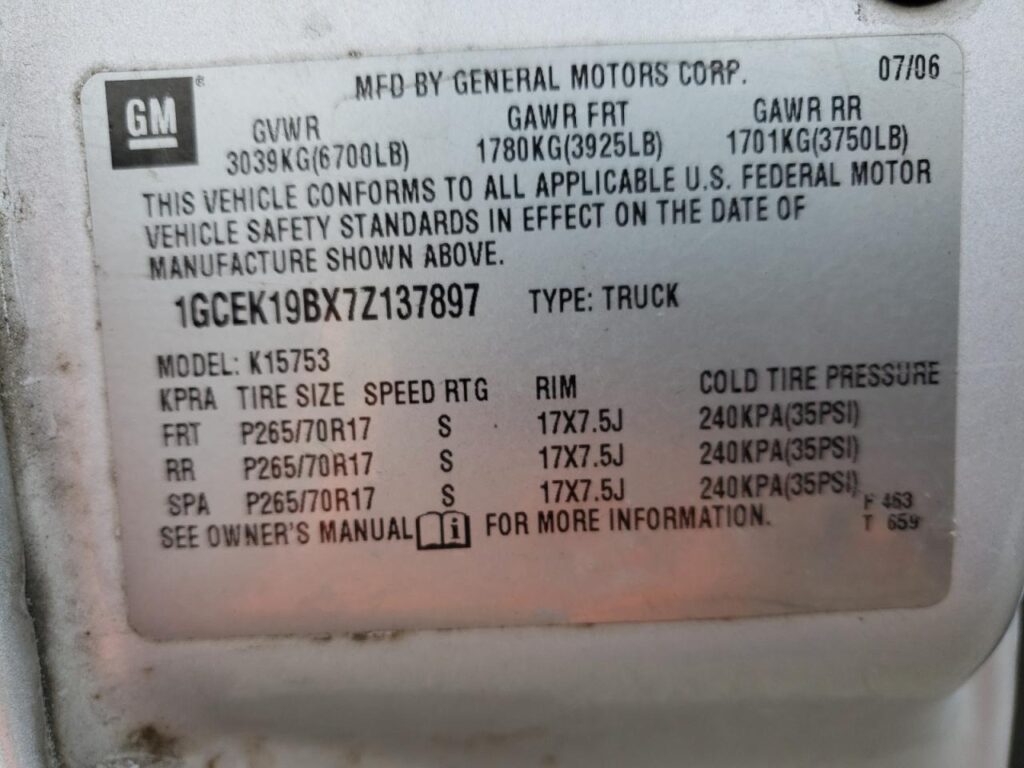 GM®
MFD BY GENERAL MOTORS CORP. 07/06
GVWR GAWR FRT GAWR RR
3039KG(6700LB) 1780KG(3925LB) 1701KG(3750LB)
THIS VEHICLE CONFORMS TO ALL APPLICABLE U.S. FEDERAL MOTOR
VEHICLE SAFETY STANDARDS IN EFFECT ON THE DATE OF
MANUFACTURE SHOWN ABOVE.
1GCEK19BX7Z137897 TYPE: TRUCK
MODEL: K15753
KPRA TIRE SIZE SPEED RTG RIM COLD TIRE PRESSURE
FRT P265/70R17 S 17X7.5J 240KPA(35PSI)
RR P265/70R17 S 17X7.5J 240KPA(35PSI)
SPA P265/70R17 S 17X7.5J 240KPA(35PSI)
F 463
SEE OWNER'S MANUAL i FOR MORE INFORMATION.
T 659